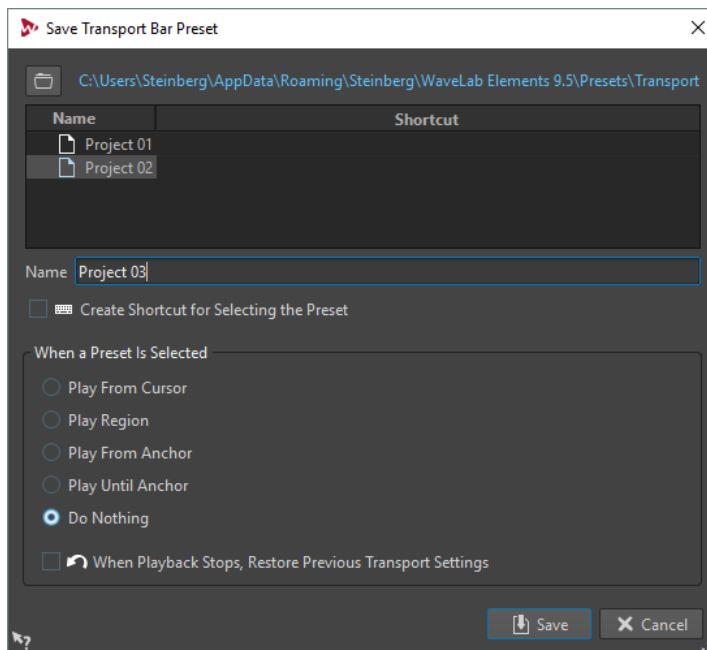 Save Transport Bar Preset
C:\Users\Steinberg\AppData\Roaming\Steinberg\WaveLab Elements 9.5\Presets\Transport
Name Shortcut
Project 01
Project 02
Name Project 03
Create Shortcut for Selecting the Preset
When a Preset Is Selected
Play From Cursor
Play Region
Play From Anchor
Play Until Anchor
Do Nothing
When Playback Stops, Restore Previous Transport Settings
Save Cancel